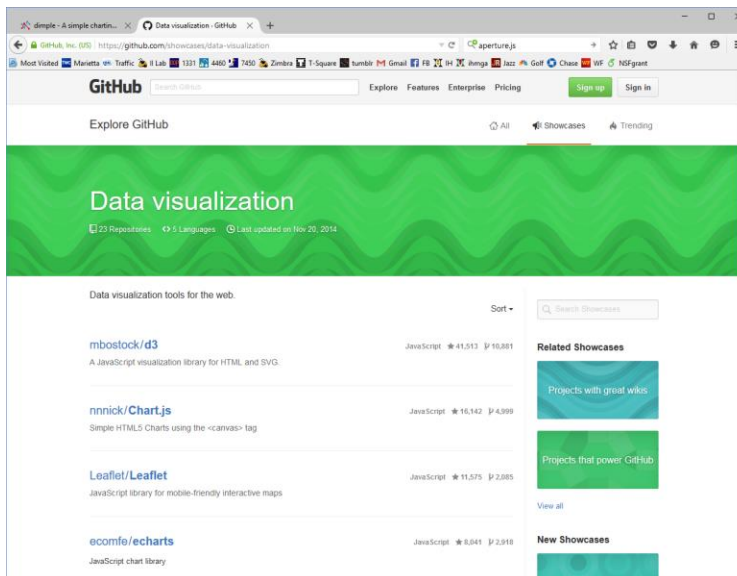 dimple - A simple chartin...
Data visualization · GitHub
GitHub, Inc. (US)
https://github.com/showcases/data-visualization
aperture.js
Most Visited
Marietta
Traffic
II Lab
1331
4460
7450
Zimbra
T-Square
tumblr
Gmail
FB
IH
ihmga
Jazz
Golf
Chase
WF
NSFgrant
GitHub
Search GitHub
Explore Features Enterprise Pricing
Sign up
Sign in
Explore GitHub
All
Showcases
Trending
Data visualization
23 Repositories
5 Languages
Last updated on Nov 20, 2014
Data visualization tools for the web.
Sort
Search Showcases
mbostock/d3
JavaScript 41,513 10,881
A JavaScript visualization library for HTML and SVG.
Related Showcases
Projects with great wikis
nnnick/Chart.js
JavaScript 16,142 4,999
Simple HTML5 Charts using the <canvas> tag
Projects that power GitHub
Leaflet/Leaflet
JavaScript 11,575 2,085
JavaScript library for mobile-friendly interactive maps
View all
ecomfe/echarts
JavaScript 8,041 2,918
JavaScript chart library
New Showcases